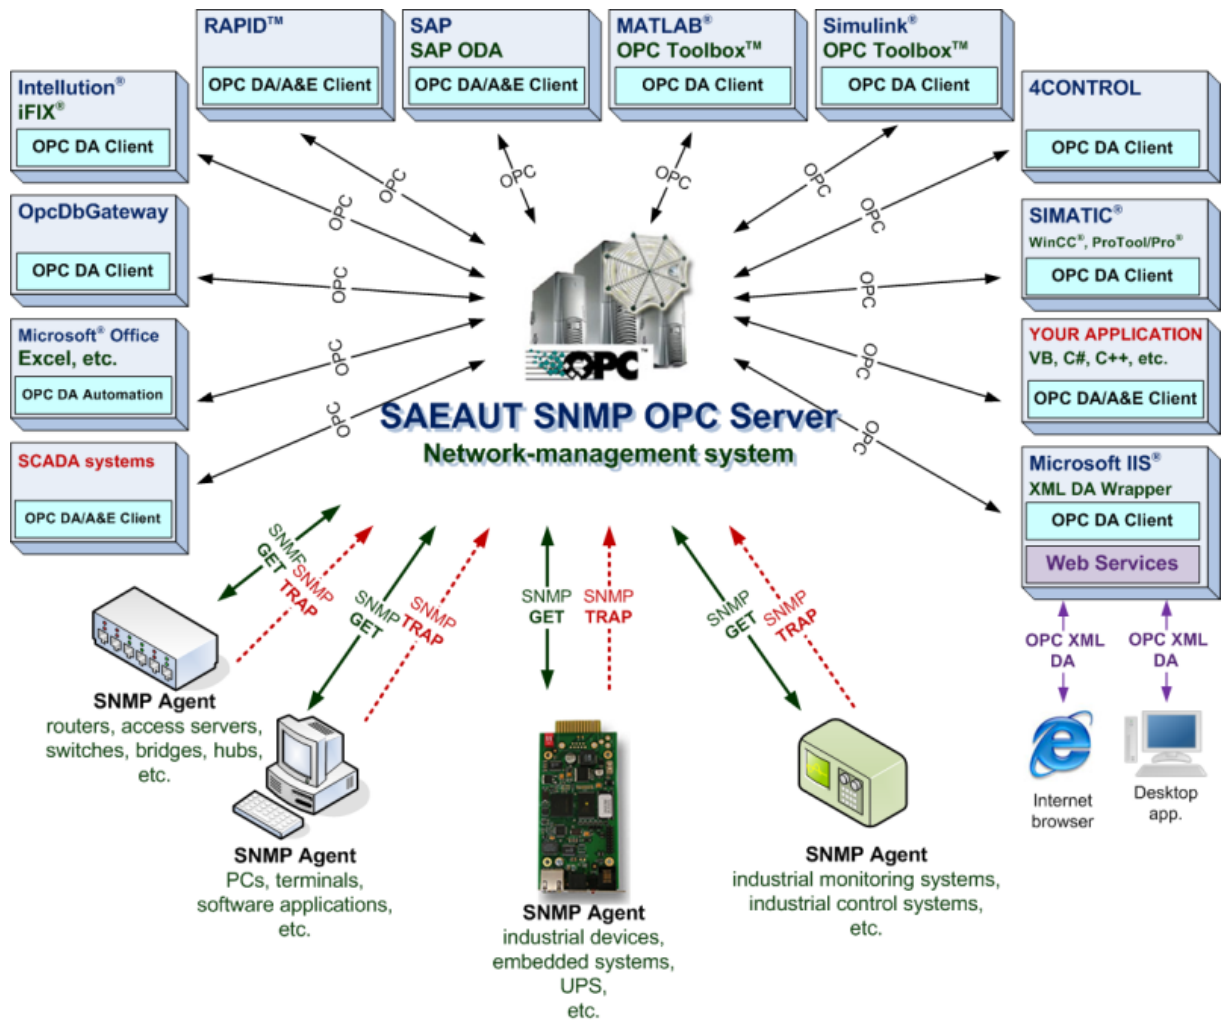 RAPID™
OPC DA/A&E Client
SAP
SAP ODA
OPC DA/A&E Client
MATLAB®
OPC Toolbox™
OPC DA Client
Simulink®
OPC Toolbox™
OPC DA Client
Intellution®
iFIX®
OPC DA Client
4CONTROL
OPC DA Client
OpcDbGateway
OPC DA Client
SIMATIC®
WinCC®, ProTool/Pro®
OPC DA Client
Microsoft® Office
Excel, etc.
OPC DA Automation
YOUR APPLICATION
VB, C#, C++, etc.
OPC DA/A&E Client
SCADA systems
OPC DA/A&E Client
Microsoft IIS®
XML DA Wrapper
OPC DA Client
Web Services
OPC
OPC
OPC
OPC
OPC
OPC
OPC
OPC
OPC
OPC
OPC
OPC
OPC
OPC™
SAEAUT SNMP OPC Server
Network-management system
SNMP
GET
SNMP
TRAP
SNMP
GET
SNMP
TRAP
SNMP
GET
SNMP
TRAP
SNMP
GET
SNMP
TRAP
OPC XML
DA
OPC XML
DA
Internet
browser
Desktop
app.
SNMP Agent
routers, access servers,
switches, bridges, hubs,
etc.
SNMP Agent
PCs, terminals,
software applications,
etc.
SNMP Agent
industrial devices,
embedded systems,
UPS,
etc.
SNMP Agent
industrial monitoring systems,
industrial control systems,
etc.